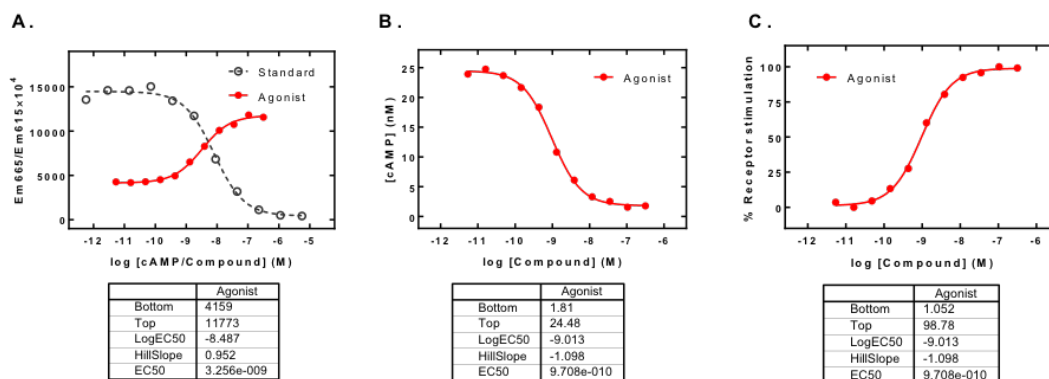 A.
Em665/Em615x10⁴
15000
10000
5000
0
Standard
Agonist
-12 -11 -10 -9 -8 -7 -6 -5
log [cAMP/Compound] (M)
Agonist
Bottom 4159
Top 11773
LogEC50 -8.487
HillSlope 0.952
EC50 3.256e-009
B.
[cAMP] (nM)
25
20
15
10
5
0
Agonist
-12 -11 -10 -9 -8 -7 -6
log [Compound] (M)
Agonist
Bottom 1.81
Top 24.48
LogEC50 -9.013
HillSlope -1.098
EC50 9.708e-010
C.
% Receptor stimulation
100
75
50
25
0
Agonist
-12 -11 -10 -9 -8 -7 -6
log [Compound] (M)
Agonist
Bottom 1.052
Top 98.78
LogEC50 -9.013
HillSlope -1.098
EC50 9.708e-010